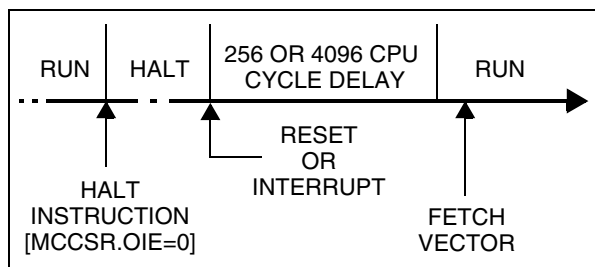 RUN
HALT
256 OR 4096 CPU
CYCLE DELAY
RUN
RESET
OR
INTERRUPT
HALT
INSTRUCTION
[MCCSR.OIE=0]
FETCH
VECTOR